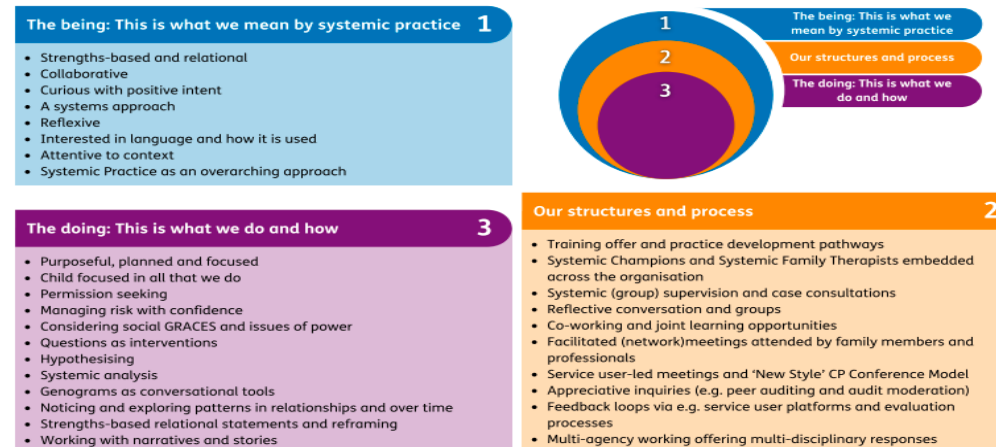 The being: This is what we mean by systemic practice 1
• Strengths-based and relational
• Collaborative
• Curious with positive intent
• A systems approach
• Reflexive
• Interested in language and how it is used
• Attentive to context
• Systemic Practice as an overarching approach
1
2
3
The being: This is what we
mean by systemic practice
Our structures and process
The doing: This is what we
do and how
The doing: This is what we do and how 3
• Purposeful, planned and focused
• Child focused in all that we do
• Permission seeking
• Managing risk with confidence
• Considering social GRACES and issues of power
• Questions as interventions
• Hypothesising
• Systemic analysis
• Genograms as conversational tools
• Noticing and exploring patterns in relationships and over time
• Strengths-based relational statements and reframing
• Working with narratives and stories
Our structures and process 2
• Training offer and practice development pathways
• Systemic Champions and Systemic Family Therapists embedded
across the organisation
• Systemic (group) supervision and case consultations
• Reflective conversation and groups
• Co-working and joint learning opportunities
• Facilitated (network)meetings attended by family members and
professionals
• Service user-led meetings and ‘New Style’ CP Conference Model
• Appreciative inquiries (e.g. peer auditing and audit moderation)
• Feedback loops via e.g. service user platforms and evaluation
processes
• Multi-agency working offering multi-disciplinary responses